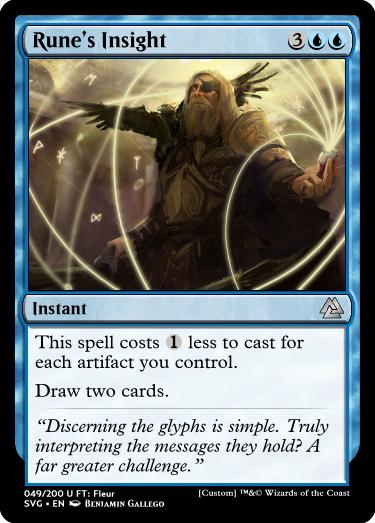 Rune's Insight 3
Instant
This spell costs 1 less to cast for
each artifact you control.
Draw two cards.
“Discerning the glyphs is simple. Truly
interpreting the messages they hold? A
far greater challenge.”
049/200 U FT: Fleur
SVG • EN Benjamin Gallego
[Custom] ™&© Wizards of the Coast